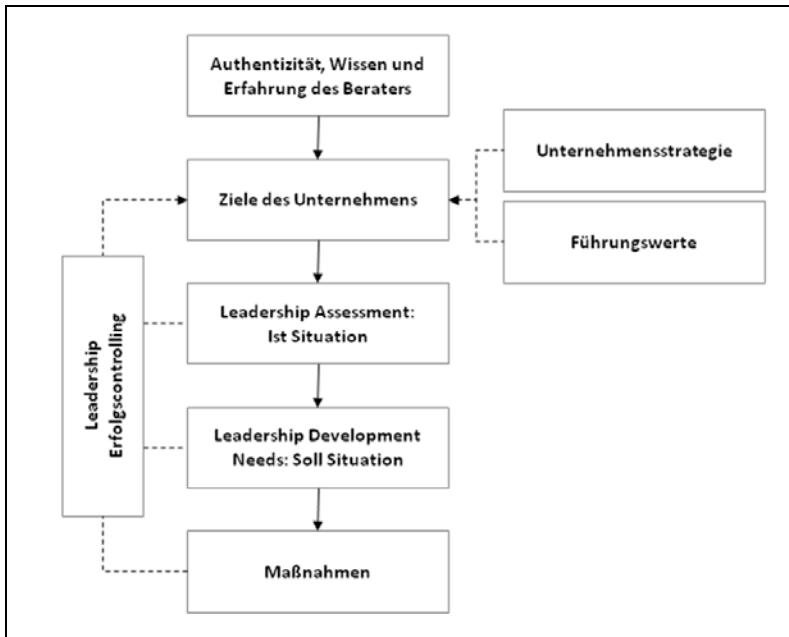 Authentizität, Wissen und
Erfahrung des Beraters
Unternehmensstrategie
Ziele des Unternehmens
Führungswerte
Leadership Assessment:
Ist Situation
Leadership
Erfolgscontrolling
Leadership Development
Needs: Soll Situation
Maßnahmen